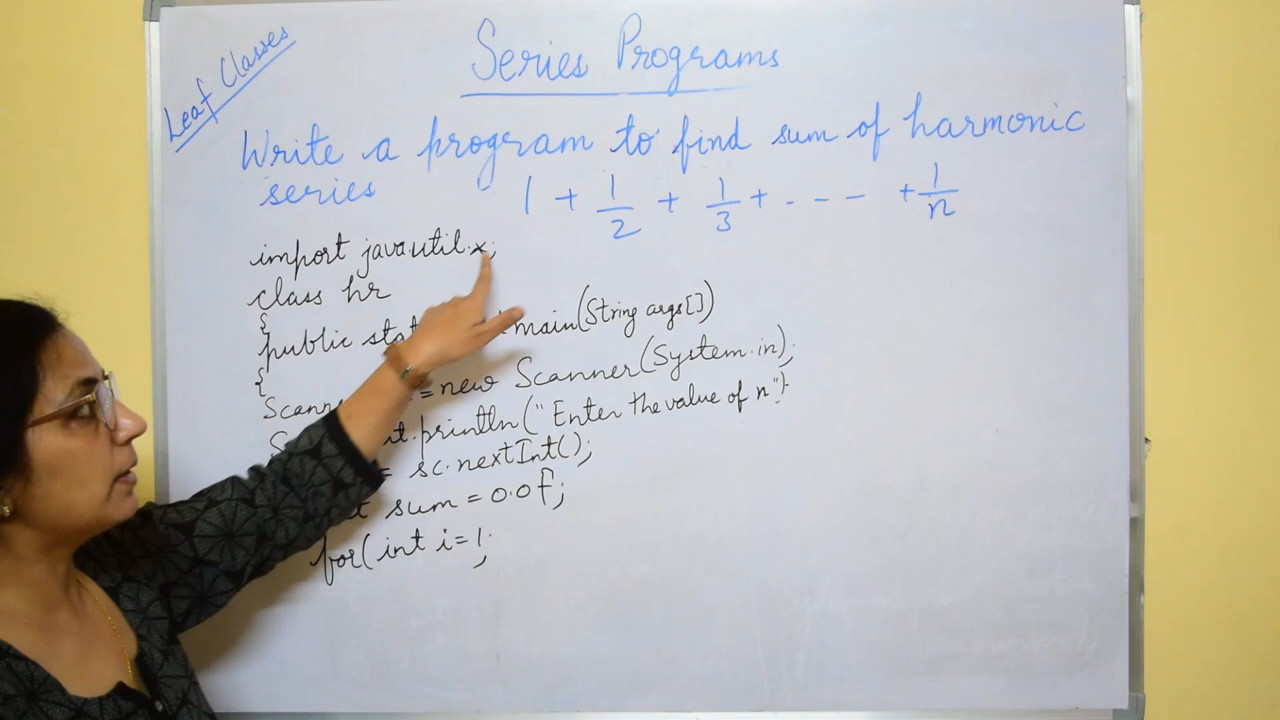 Leaf Classes
Series Programs
Write a program to find sum of harmonic
series 1 + 1/2 + 1/3 + - - - + 1/n
import java.util.*;
class hr
{
public main(String args[])
{
= new Scanner(System.in);
.println("Enter the value of n");
= sc.nextInt();
sum = 0.0f;
for(int i=1;